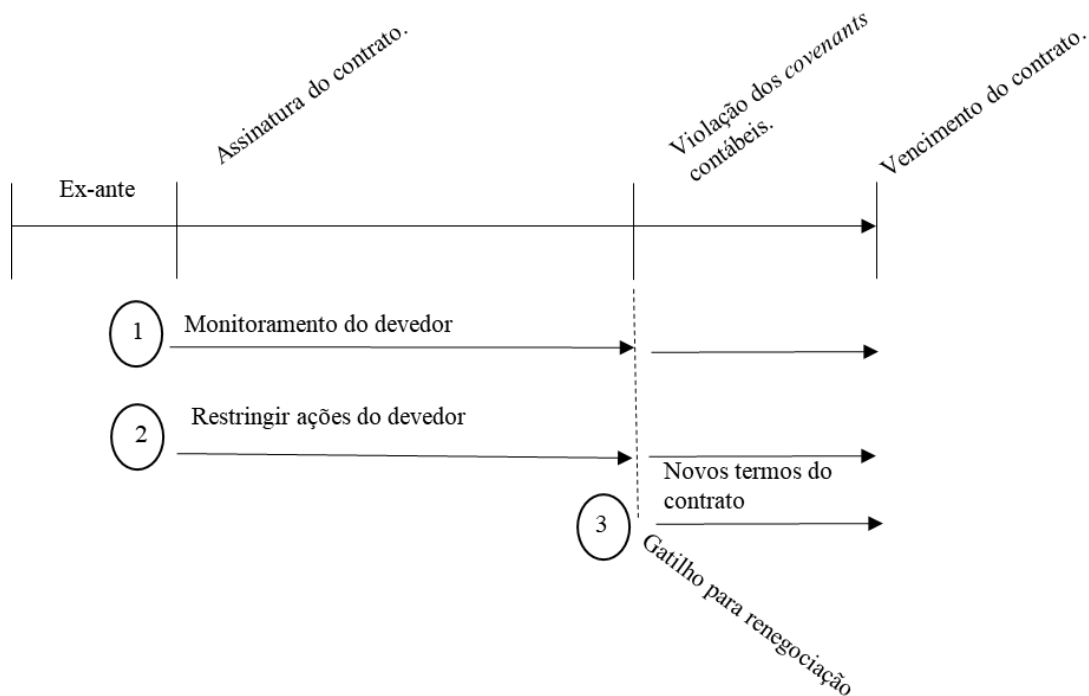 Assinatura do contrato.
Violação dos covenants
contábeis.
Vencimento do contrato.
Ex-ante
1
Monitoramento do devedor
2
Restringir ações do devedor
Novos termos do
contrato
3
Gatilho para renegociação